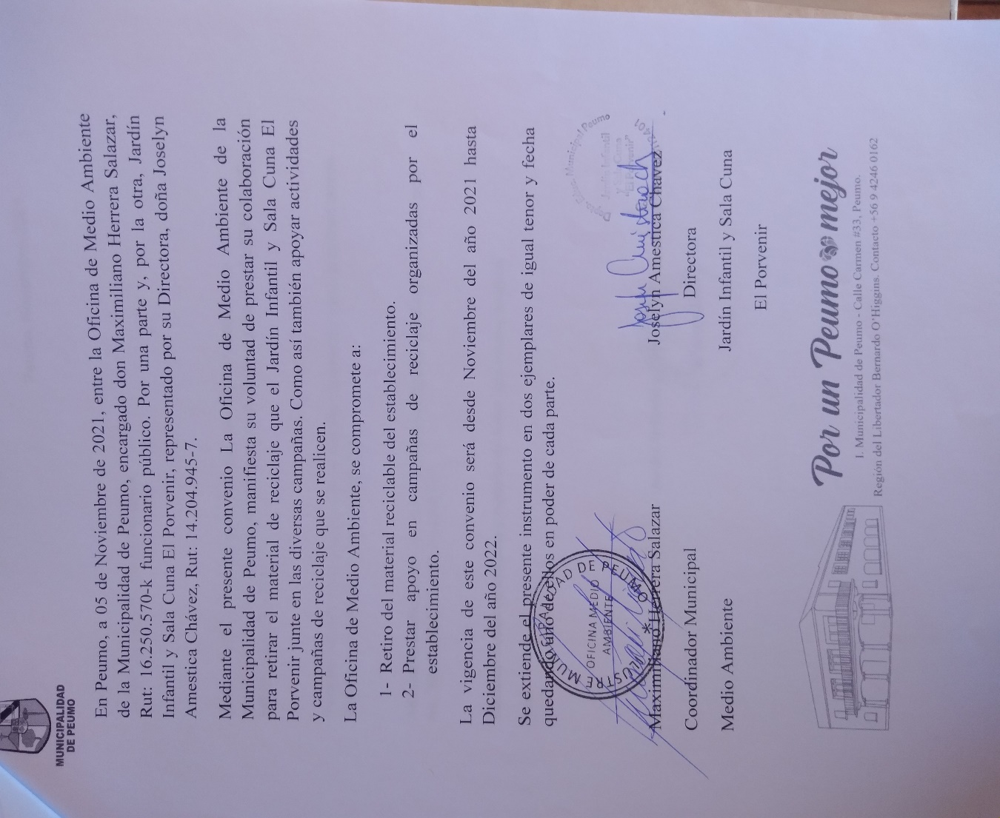 MUNICIPALIDAD
DE PEUMO
En Peumo, a 05 de Noviembre de 2021, entre la Oficina de Medio Ambiente
de la Municipalidad de Peumo, encargado don Maximiliano Herrera Salazar,
Rut: 16.250.570-k funcionario público. Por una parte y, por la otra, Jardín
Infantil y Sala Cuna El Porvenir, representado por su Directora, doña Joselyn
Amestica Chávez, Rut: 14.204.945-7.
Mediante el presente convenio La Oficina de Medio Ambiente de la
Municipalidad de Peumo, manifiesta su voluntad de prestar su colaboración
para retirar el material de reciclaje que el Jardín Infantil y Sala Cuna El
Porvenir junte en las diversas campañas. Como así también apoyar actividades
y campañas de reciclaje que se realicen.
La Oficina de Medio Ambiente, se compromete a:
1- Retiro del material reciclable del establecimiento.
2- Prestar apoyo en campañas de reciclaje organizadas por el
establecimiento.
La vigencia de este convenio será desde Noviembre del año 2021 hasta
Diciembre del año 2022.
Se extiende el presente instrumento en dos ejemplares de igual tenor y fecha
quedando uno de ellos en poder de cada parte.
ILUSTRE MUNICIPALIDAD DE PEUMO
OFICINA MEDIO
AMBIENTE
Municipal Peumo
Jardín Infantil
Y Sala Cuna
"El Porvenir"
Maximiliano Herrera Salazar
Coordinador Municipal
Medio Ambiente
Joselyn Amestica Chávez
Directora
Jardín Infantil y Sala Cuna
El Porvenir
Por un Peumo mejor
I. Municipalidad de Peumo - Calle Carmen #33, Peumo.
Región del Libertador Bernardo O'Higgins. Contacto +56 9 4246 0162